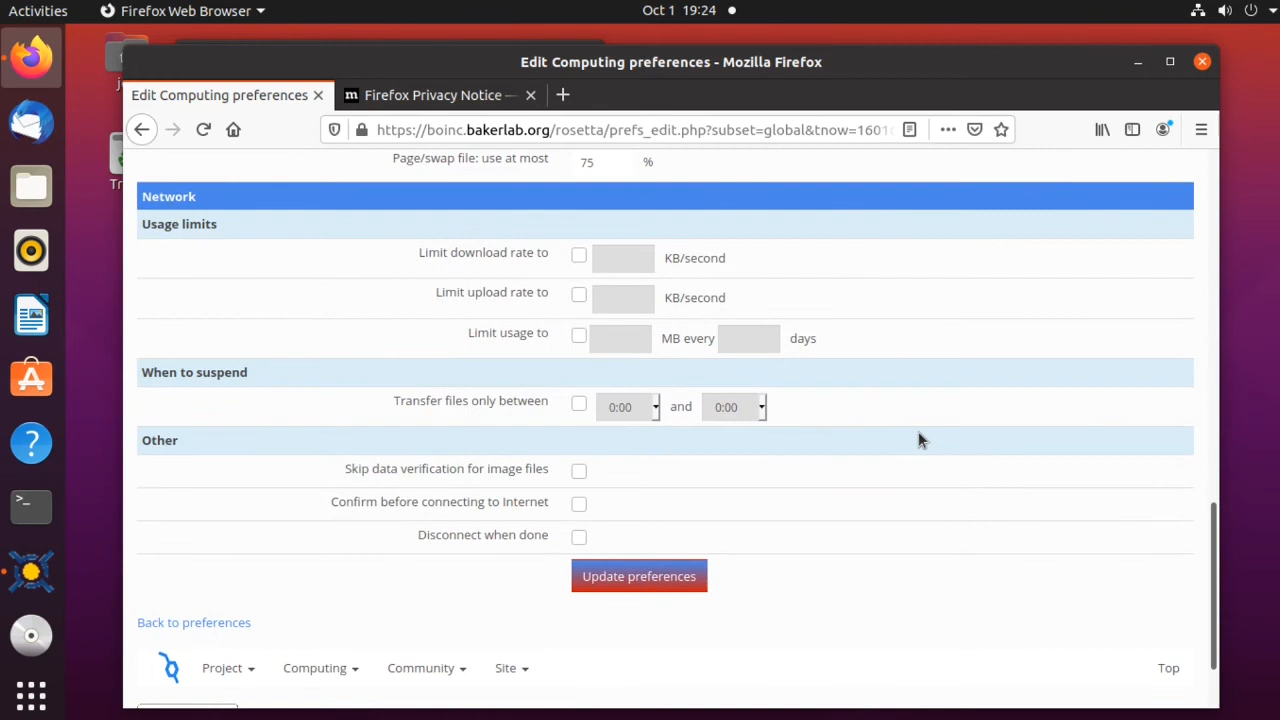 Activities Firefox Web Browser Oct 1 19:24
Edit Computing preferences - Mozilla Firefox
Edit Computing preferences Firefox Privacy Notice —
https://boinc.bakerlab.org/rosetta/prefs_edit.php?subset=global&tnow=1601
Page/swap file: use at most 75 %
Network
Usage limits
Limit download rate to KB/second
Limit upload rate to KB/second
Limit usage to MB every days
When to suspend
Transfer files only between 0:00 and 0:00
Other
Skip data verification for image files
Confirm before connecting to Internet
Disconnect when done
Update preferences
Back to preferences
Project Computing Community Site Top